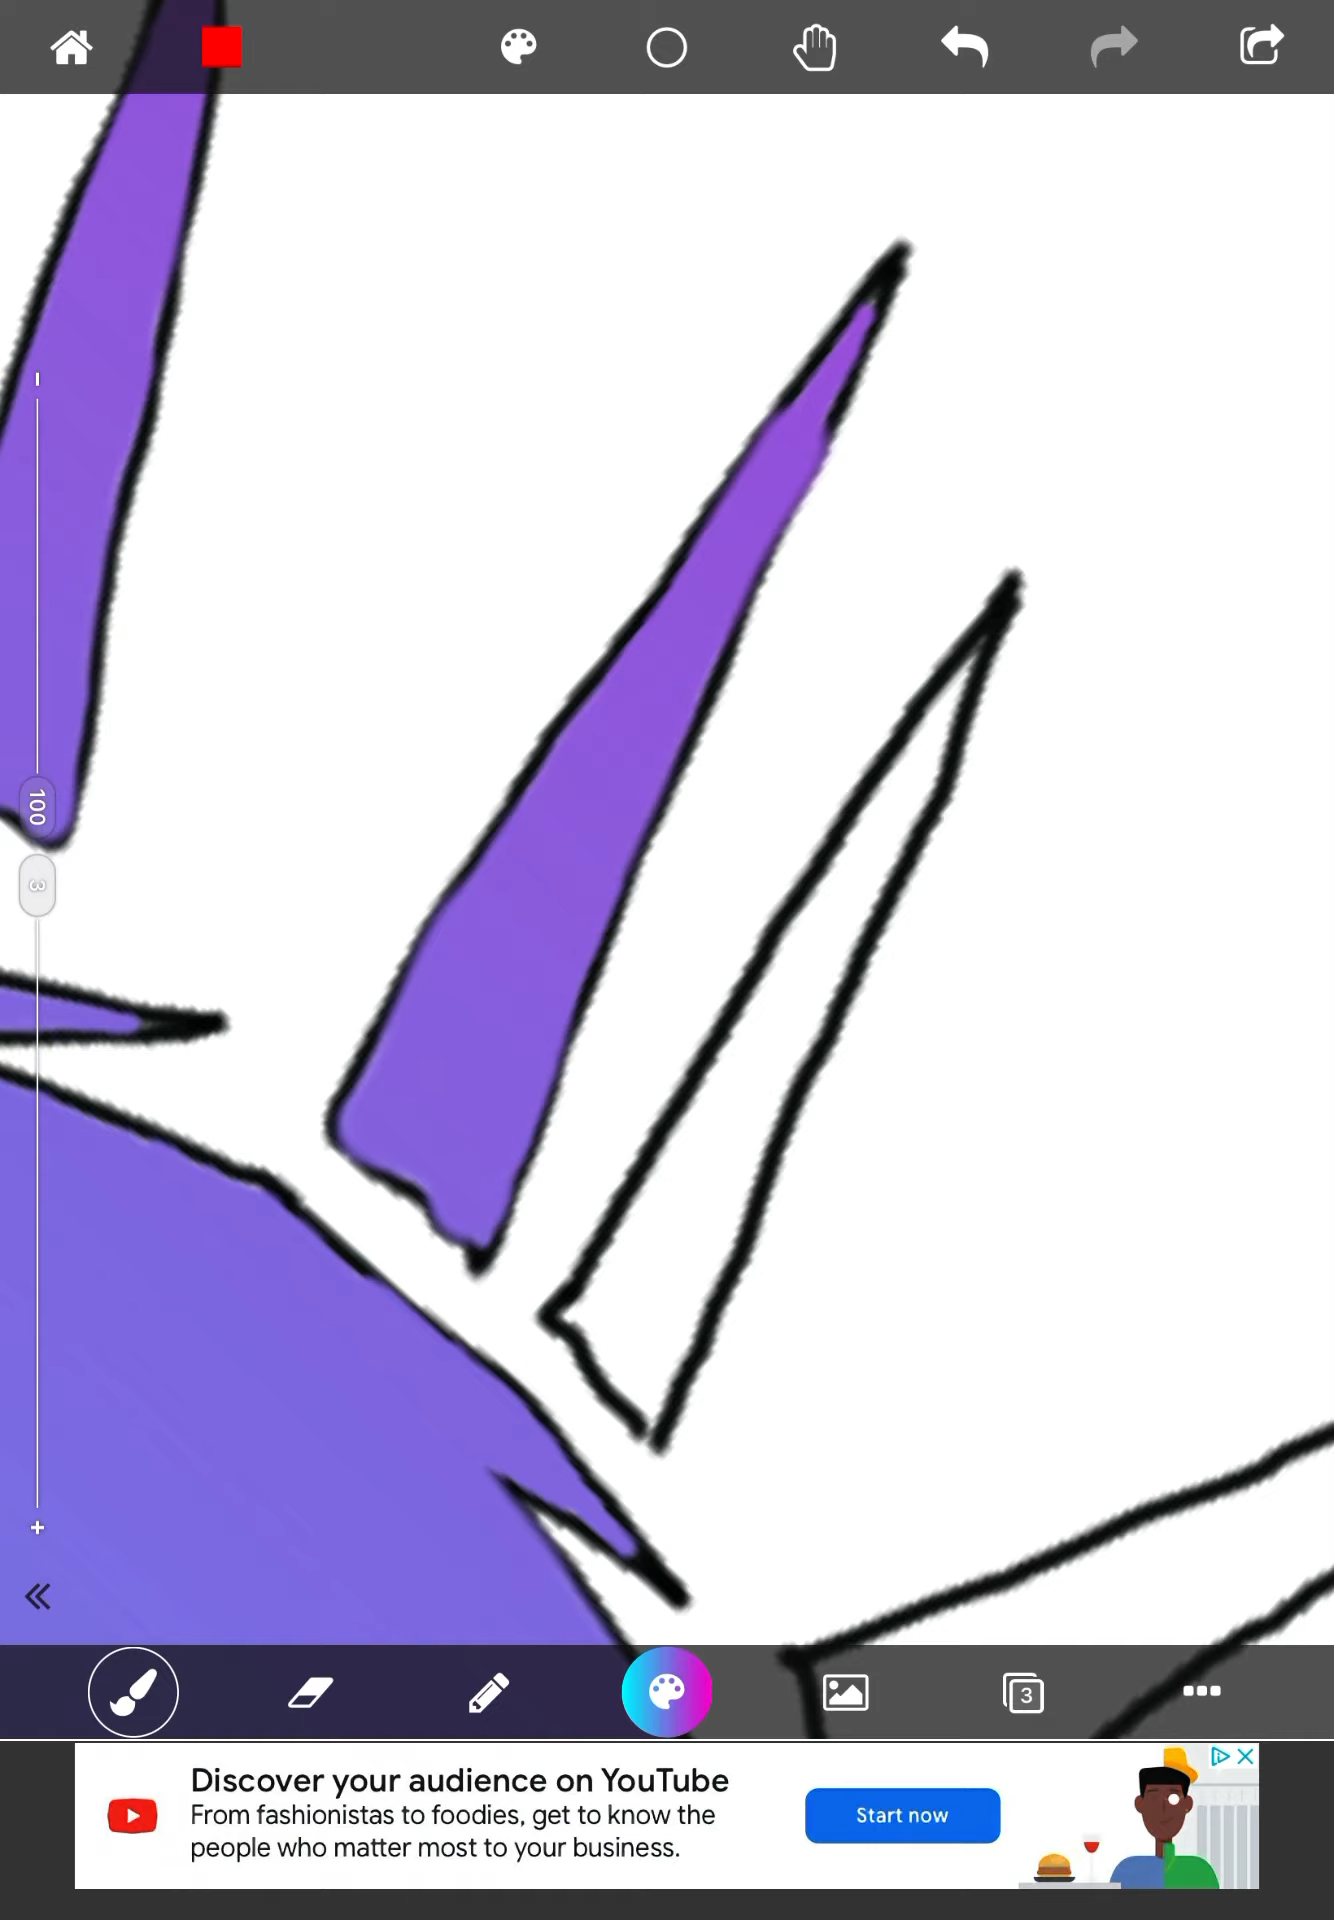 100
3
3
Discover your audience on YouTube
From fashionistas to foodies, get to know the
people who matter most to your business.
Start now